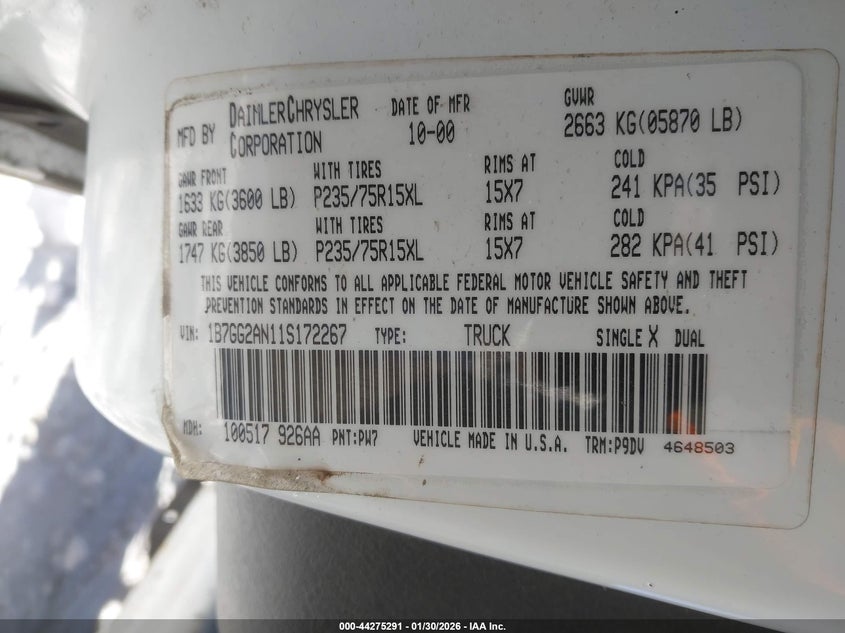 MFD BY DAIMLERCHRYSLER CORPORATION DATE OF MFR 10-00 GVWR 2663 KG(05870 LB)
GAWR FRONT WITH TIRES RIMS AT COLD
1633 KG(3600 LB) P235/75R15XL 15X7 241 KPA(35 PSI)
GAWR REAR WITH TIRES RIMS AT COLD
1747 KG(3850 LB) P235/75R15XL 15X7 282 KPA(41 PSI)
THIS VEHICLE CONFORMS TO ALL APPLICABLE FEDERAL MOTOR VEHICLE SAFETY AND THEFT
PREVENTION STANDARDS IN EFFECT ON THE DATE OF MANUFACTURE SHOWN ABOVE.
VIN: 1B7GG2AN11S172267 TYPE: TRUCK SINGLE X DUAL
MDH: 100517 926AA PNT:PW7 VEHICLE MADE IN U.S.A. TRM:P9DV 4648503
000-44275291 - 01/30/2026 - IAA Inc.